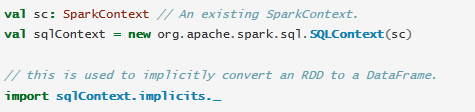 val sc: SparkContext // An existing SparkContext.
val sqlContext = new org.apache.spark.sql.SQLContext(sc)
// this is used to implicitly convert an RDD to a DataFrame.
import sqlContext.implicits._